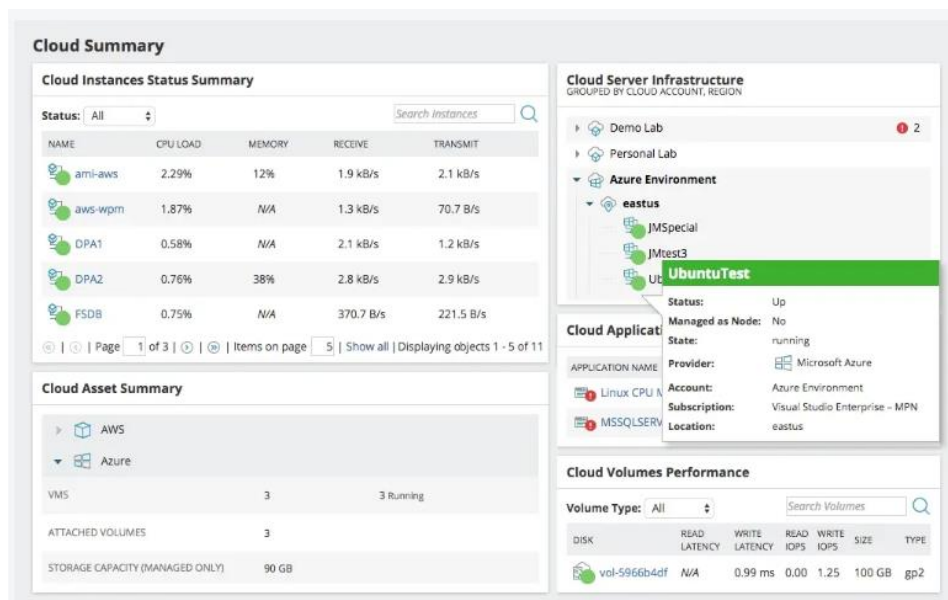 Cloud Summary
Cloud Instances Status Summary
Status: All
Search Instances
NAME CPU LOAD MEMORY RECEIVE TRANSMIT
ami-aws 2.29% 12% 1.9 kB/s 2.1 kB/s
aws-wpm 1.87% N/A 1.3 kB/s 70.7 B/s
DPA1 0.58% N/A 2.1 kB/s 1.2 kB/s
DPA2 0.76% 38% 2.8 kB/s 2.9 kB/s
FSDB 0.75% N/A 370.7 B/s 221.5 B/s
| Page 1 of 3 | Items on page 5 | Show all | Displaying objects 1 - 5 of 11
Cloud Asset Summary
AWS
Azure
VMS 3 3 Running
ATTACHED VOLUMES 3
STORAGE CAPACITY (MANAGED ONLY) 90 GB
Cloud Server Infrastructure
GROUPED BY CLOUD ACCOUNT, REGION
Demo Lab 2
Personal Lab
Azure Environment
eastus
JMSpecial
JMtest3
Ub
UbuntuTest
Status: Up
Managed as Node: No
State: running
Provider: Microsoft Azure
Account: Azure Environment
Subscription: Visual Studio Enterprise – MPN
Location: eastus
Cloud Applicati
APPLICATION NAME
Linux CPU M
MSSQLSERV
Cloud Volumes Performance
Volume Type: All
Search Volumes
DISK READ LATENCY WRITE LATENCY READ IOPS WRITE IOPS SIZE TYPE
vol-5966b4df N/A 0.99 ms 0.00 1.25 100 GB gp2